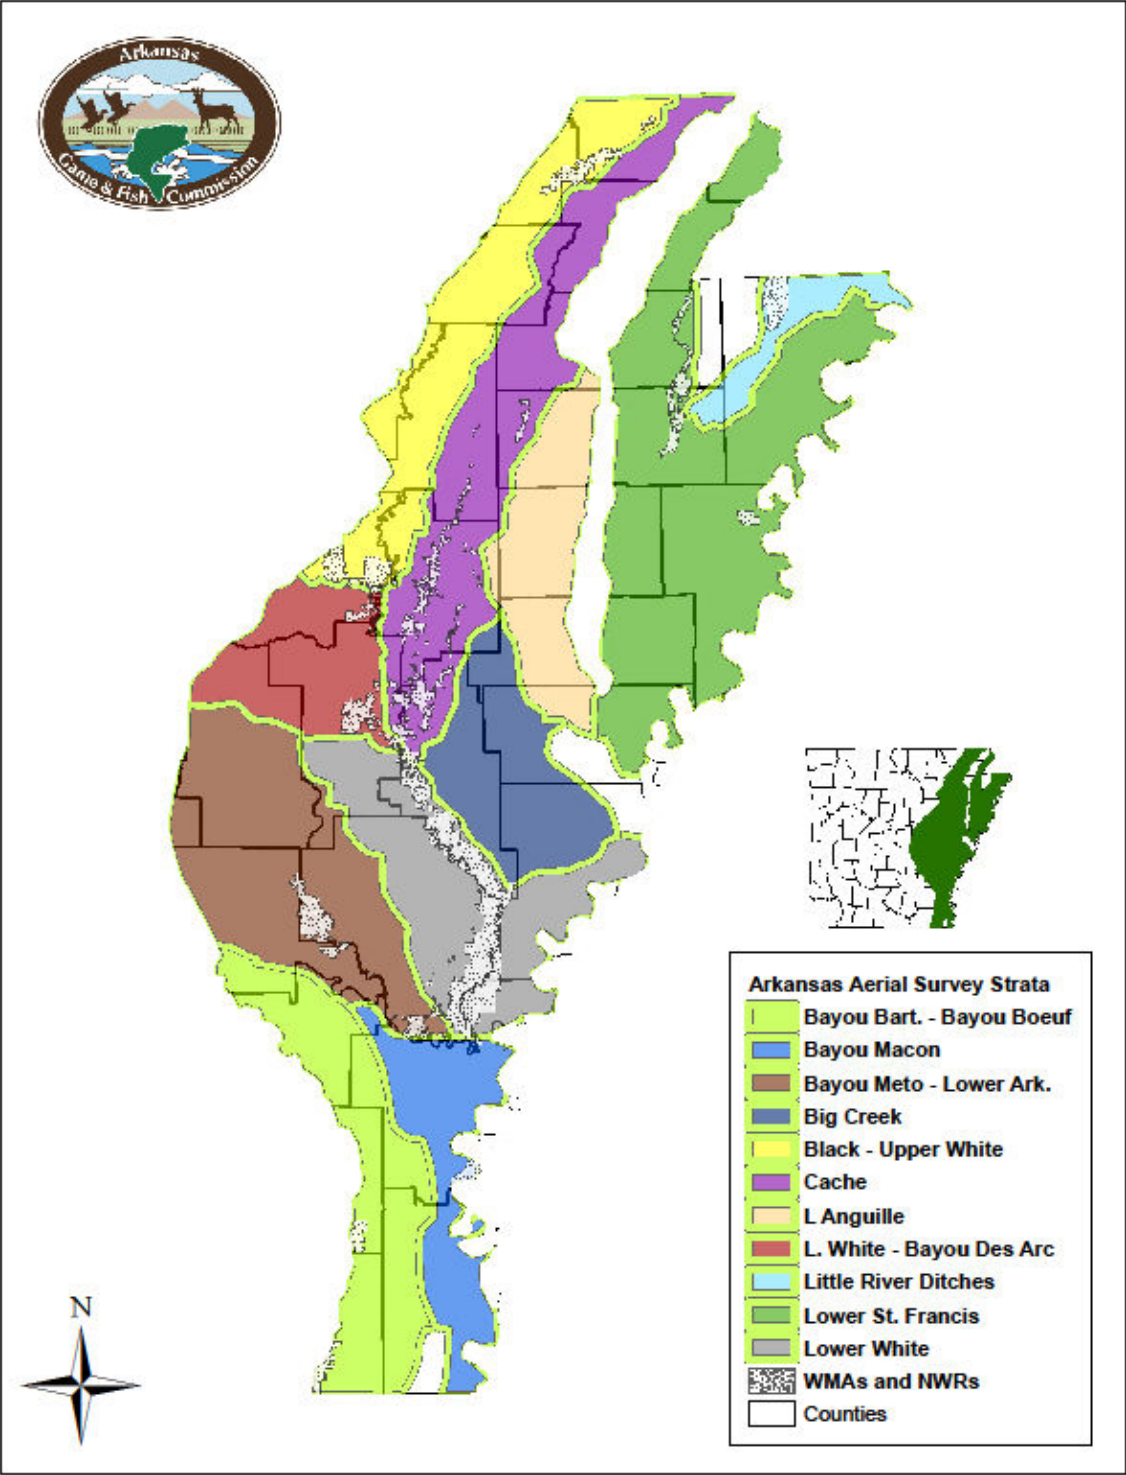 Arkansas
Game & Fish Commission
Arkansas Aerial Survey Strata
Bayou Bart. - Bayou Boeuf
Bayou Macon
Bayou Meto - Lower Ark.
Big Creek
Black - Upper White
Cache
L Anguille
L. White - Bayou Des Arc
Little River Ditches
Lower St. Francis
Lower White
WMAs and NWRs
Counties
N